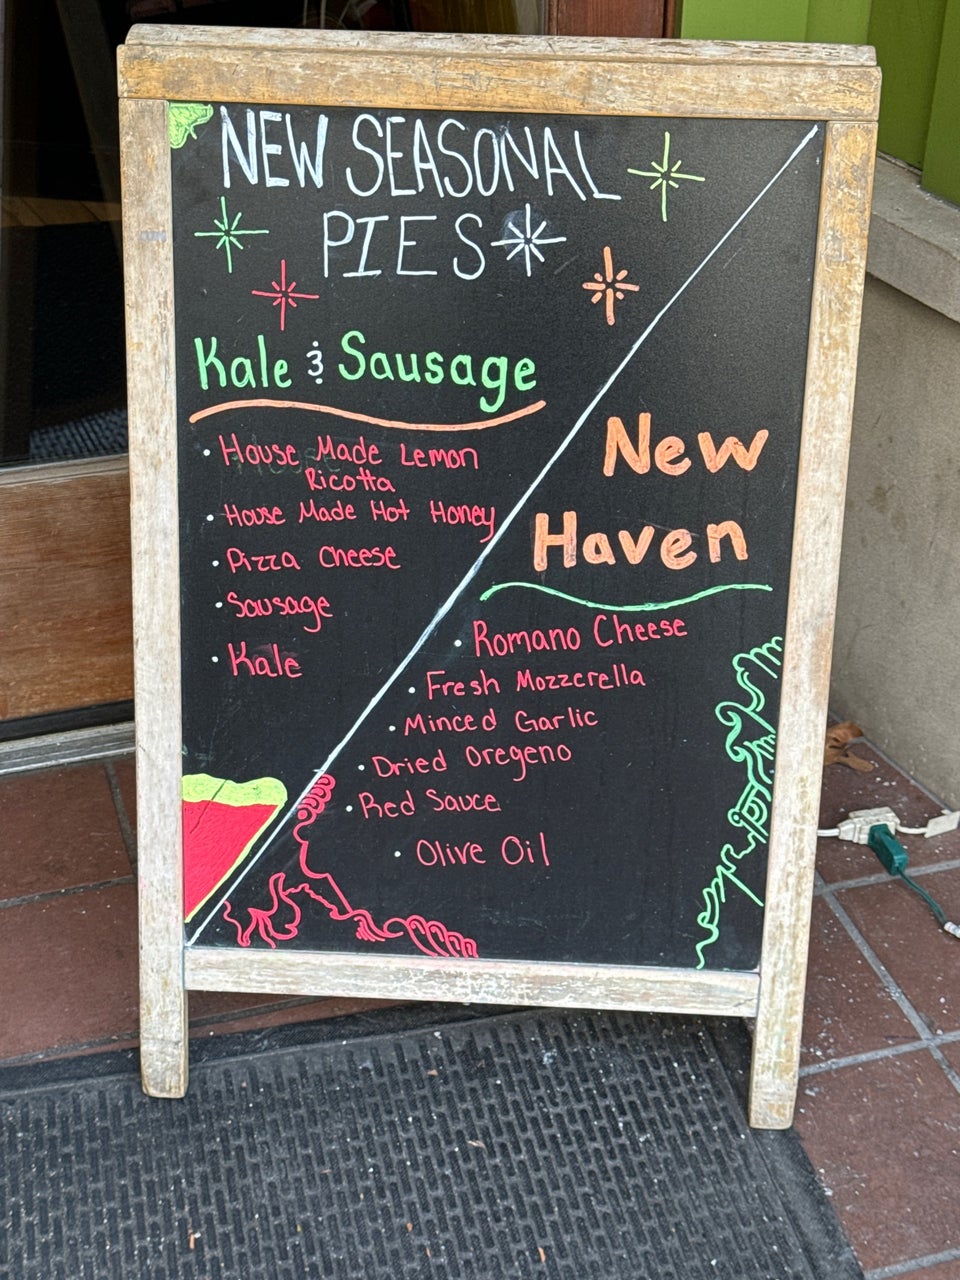 NEW SEASONAL
PIES
Kale & Sausage
• House Made Lemon
Ricotta
• House Made Hot Honey
• Pizza Cheese
• Sausage
• Kale
New
Haven
• Romano Cheese
• Fresh Mozzerella
• Minced Garlic
• Dried Oregeno
• Red Sauce
• Olive Oil